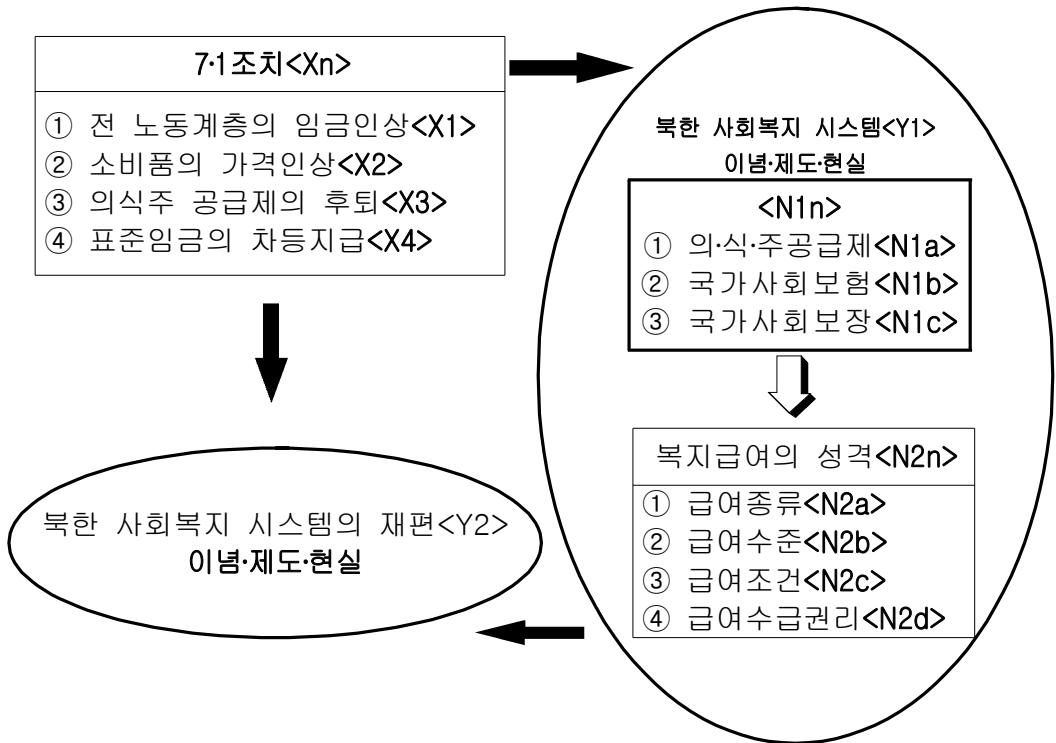 7·1조치<Xn>
① 전 노동계층의 임금인상<X1>
② 소비품의 가격인상<X2>
③ 의식주 공급제의 후퇴<X3>
④ 표준임금의 차등지급<X4>
북한 사회복지 시스템<Y1>
이념·제도·현실
<N1n>
① 의·식·주공급제<N1a>
② 국가사회보험<N1b>
③ 국가사회보장<N1c>
복지급여의 성격<N2n>
① 급여종류<N2a>
② 급여수준<N2b>
③ 급여조건<N2c>
④ 급여수급권리<N2d>
북한 사회복지 시스템의 재편<Y2>
이념·제도·현실